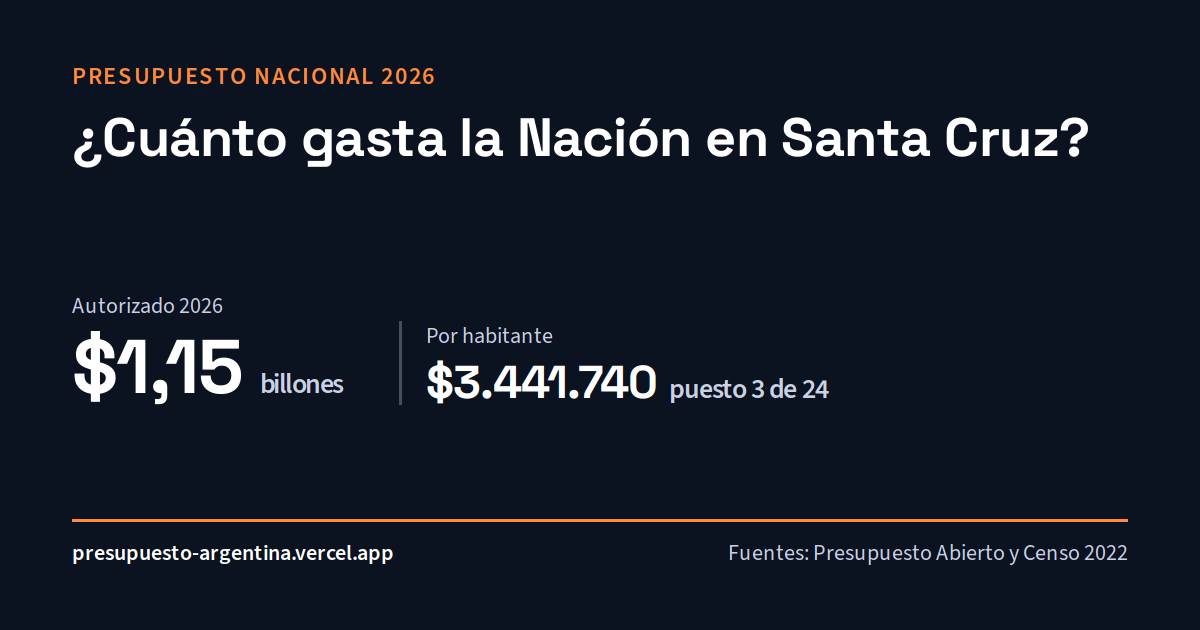 PRESUPUESTO NACIONAL 2026
¿Cuánto gasta la Nación en Santa Cruz?
Autorizado 2026
$1,15 billones
Por habitante
$3.441.740 puesto 3 de 24
presupuesto-argentina.vercel.app
Fuentes: Presupuesto Abierto y Censo 2022